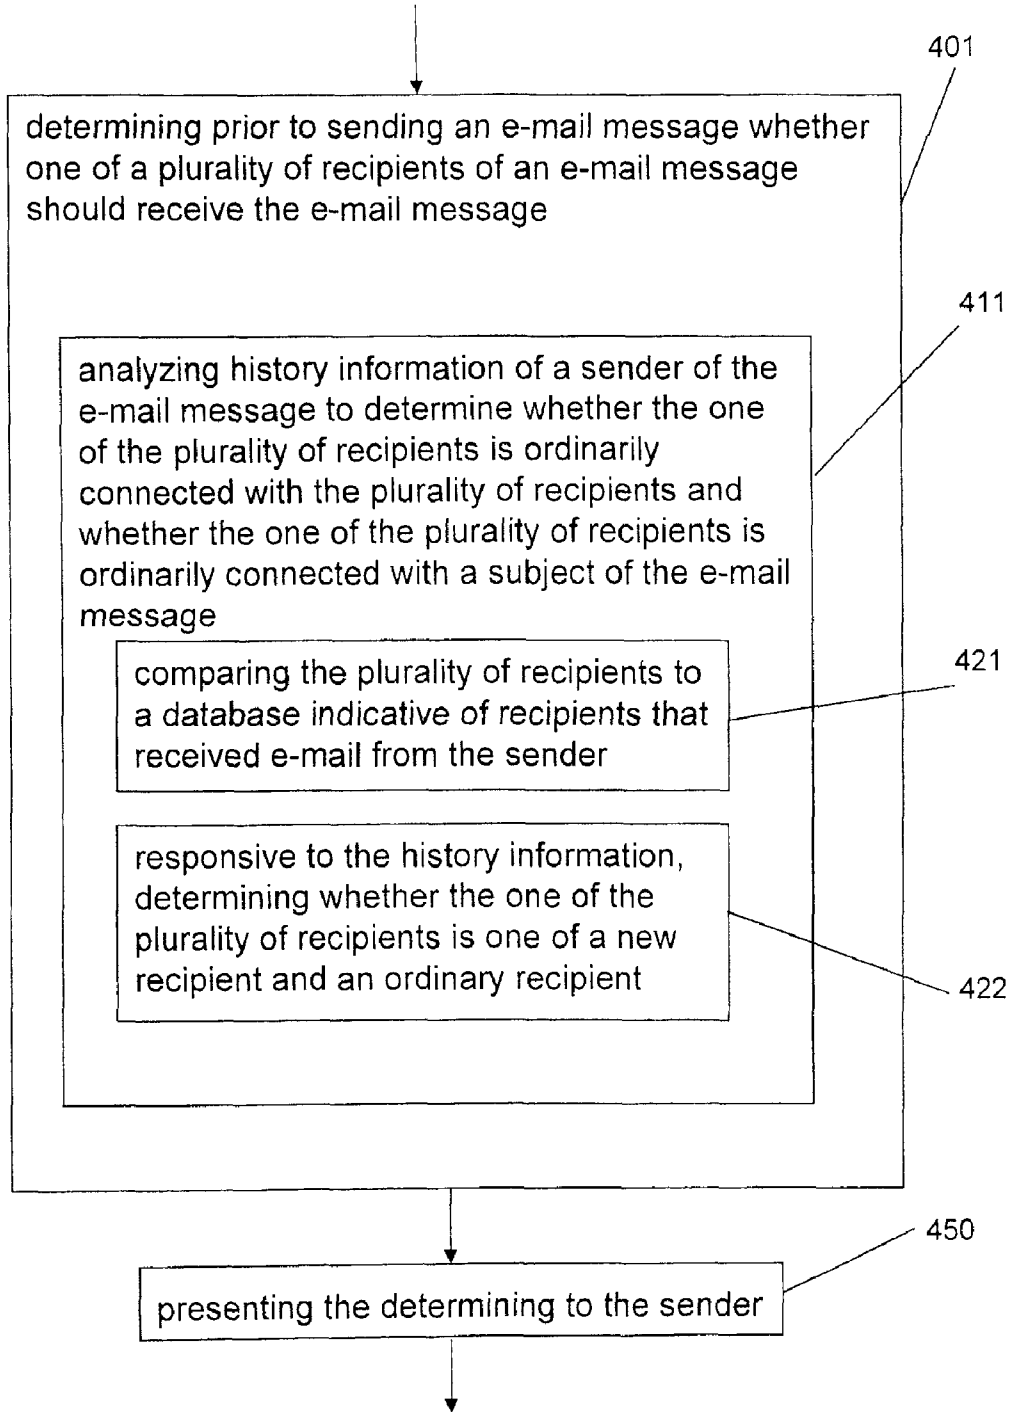 401
determining prior to sending an e-mail message whether
one of a plurality of recipients of an e-mail message
should receive the e-mail message
411
analyzing history information of a sender of the
e-mail message to determine whether the one
of the plurality of recipients is ordinarily
connected with the plurality of recipients and
whether the one of the plurality of recipients is
ordinarily connected with a subject of the e-mail
message
421
comparing the plurality of recipients to
a database indicative of recipients that
received e-mail from the sender
responsive to the history information,
determining whether the one of the
plurality of recipients is one of a new
recipient and an ordinary recipient
422
450
presenting the determining to the sender